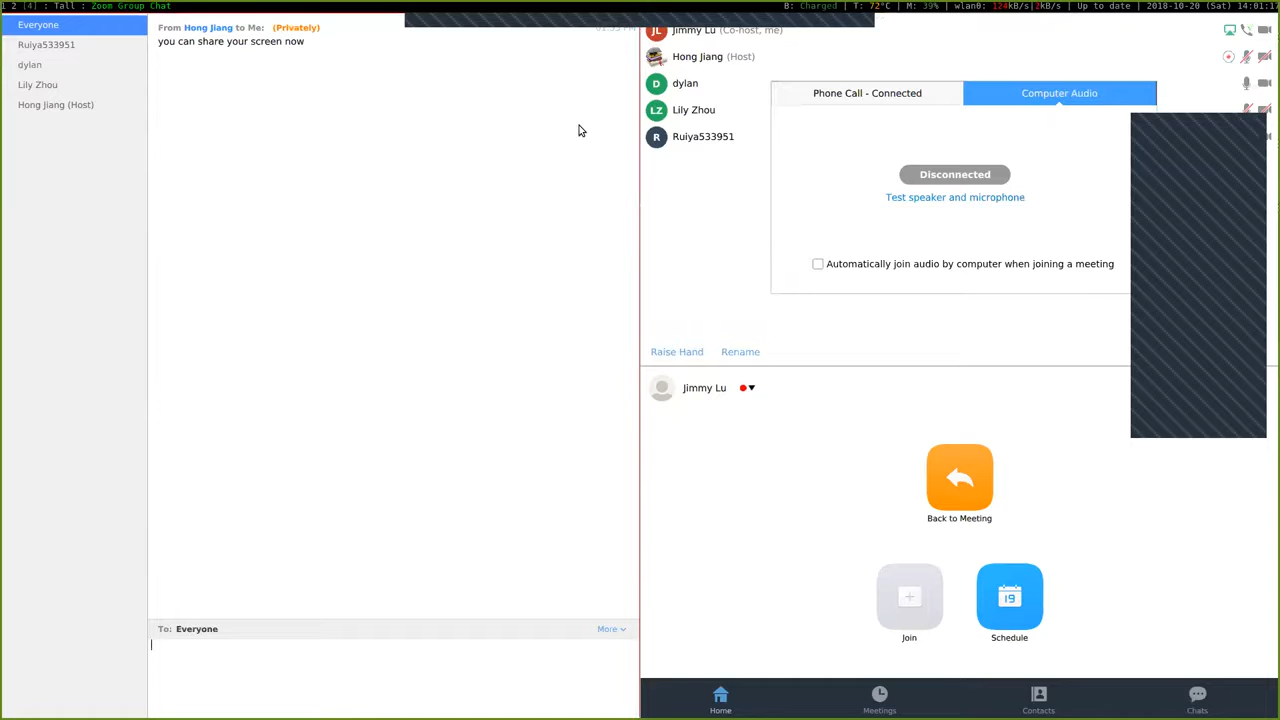 1 2 [4] : Tall : Zoom Group Chat
B: Charged | T: 72°C | M: 39% | wlan0: 124kB/s|2kB/s | Up to date | 2018-10-20 (Sat) 14:01:17
Everyone
Ruiya533951
dylan
Lily Zhou
Hong Jiang (Host)
From Hong Jiang to Me: (Privately)
you can share your screen now
To: Everyone
More
JL Jimmy Lu (Co-host, me)
Hong Jiang (Host)
D dylan
LZ Lily Zhou
R Ruiya533951
Phone Call - Connected
Computer Audio
Disconnected
Test speaker and microphone
Automatically join audio by computer when joining a meeting
Raise Hand
Rename
Jimmy Lu
Back to Meeting
19
Join
Schedule
Home
Meetings
Contacts
Chats